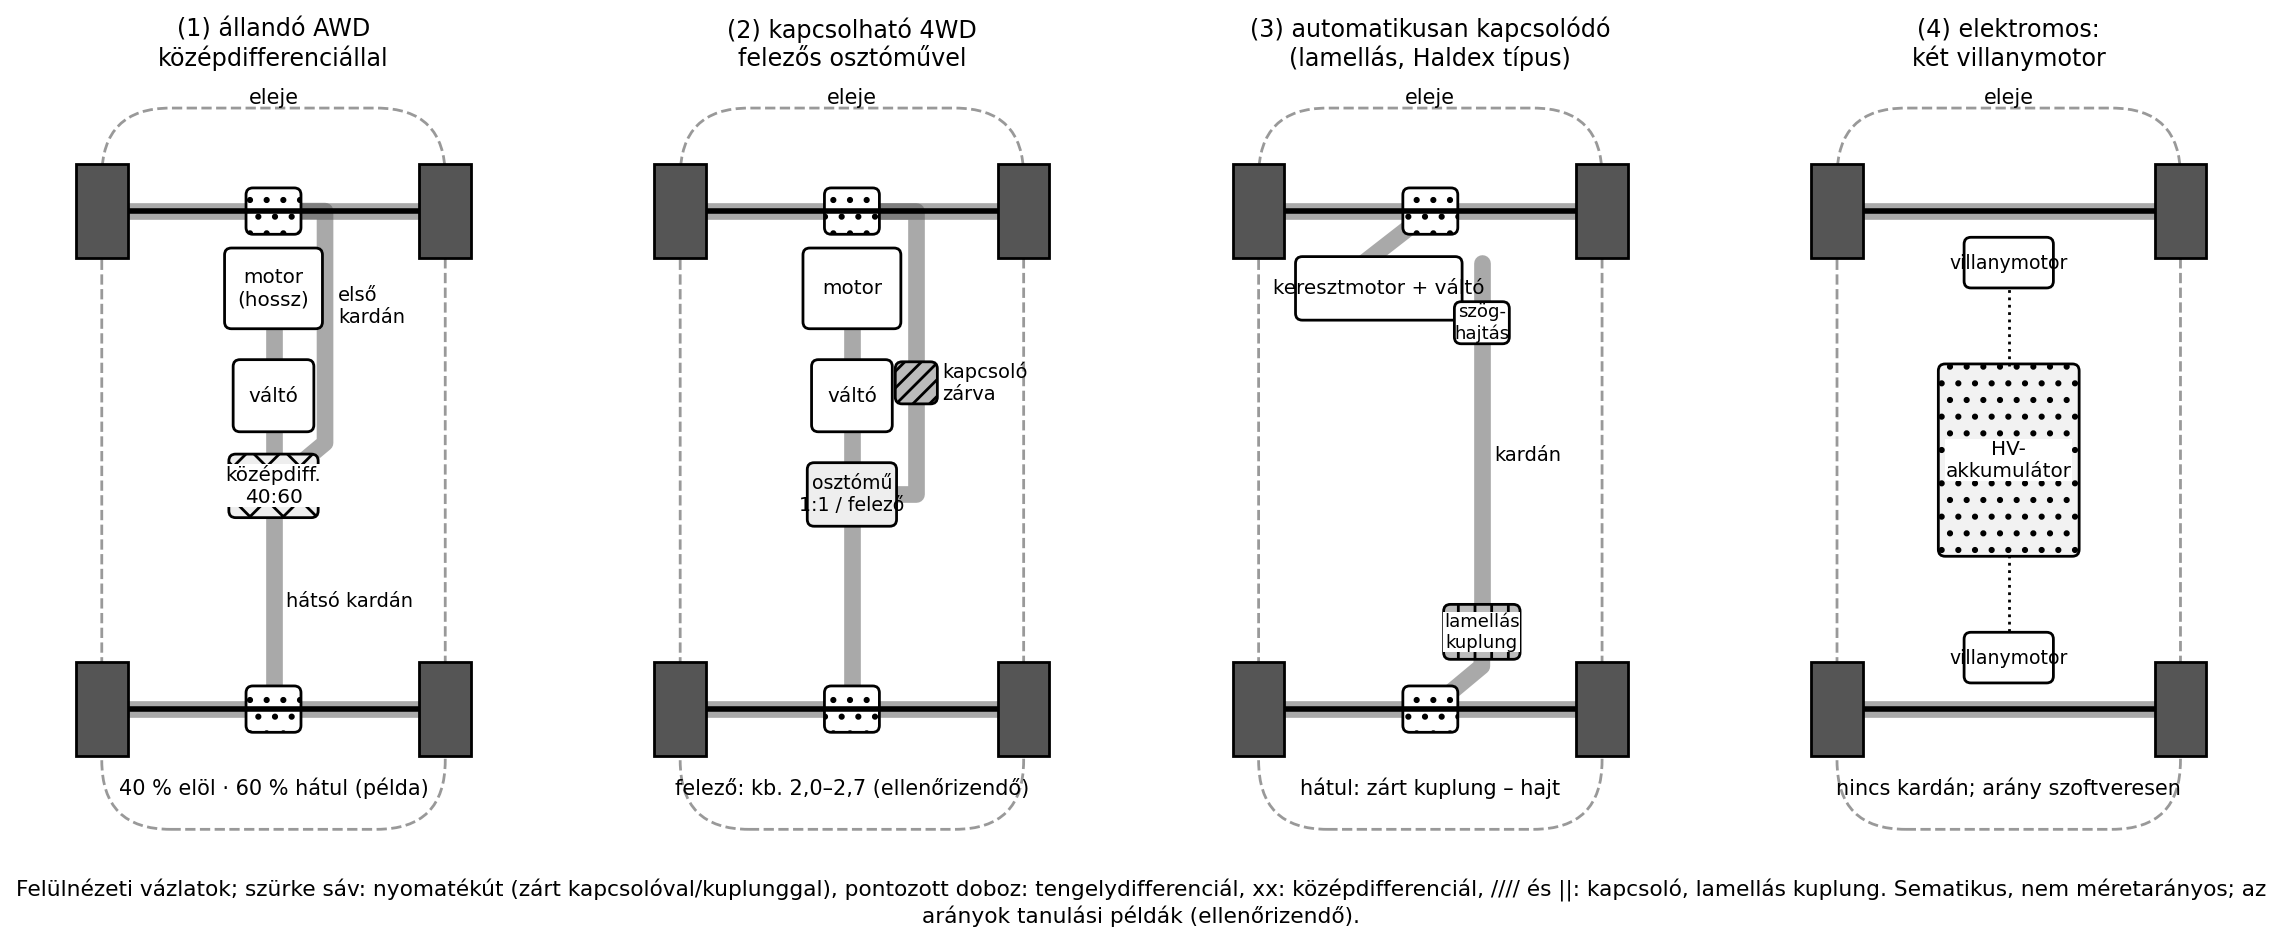 (1) állandó AWD
középdifferenciállal
eleje
motor
(hossz)
első
kardán
váltó
középdiff.
40:60
hátsó kardán
40 % elöl · 60 % hátul (példa)
(2) kapcsolható 4WD
felezős osztóművel
eleje
motor
váltó
kapcsoló
zárva
osztómű
1:1 / felező
felező: kb. 2,0–2,7 (ellenőrizendő)
(3) automatikusan kapcsolódó
(lamellás, Haldex típus)
eleje
keresztmotor + váltó
szög-
hajtás
kardán
lamellás
kuplung
hátul: zárt kuplung – hajt
(4) elektromos:
két villanymotor
eleje
villanymotor
HV-
akkumulátor
villanymotor
nincs kardán; arány szoftveresen
Felülnézeti vázlatok; szürke sáv: nyomatékút (zárt kapcsolóval/kuplunggal), pontozott doboz: tengelydifferenciál, xx: középdifferenciál, //// és ||: kapcsoló, lamellás kuplung. Sematikus, nem méretarányos; az
arányok tanulási példák (ellenőrizendő).